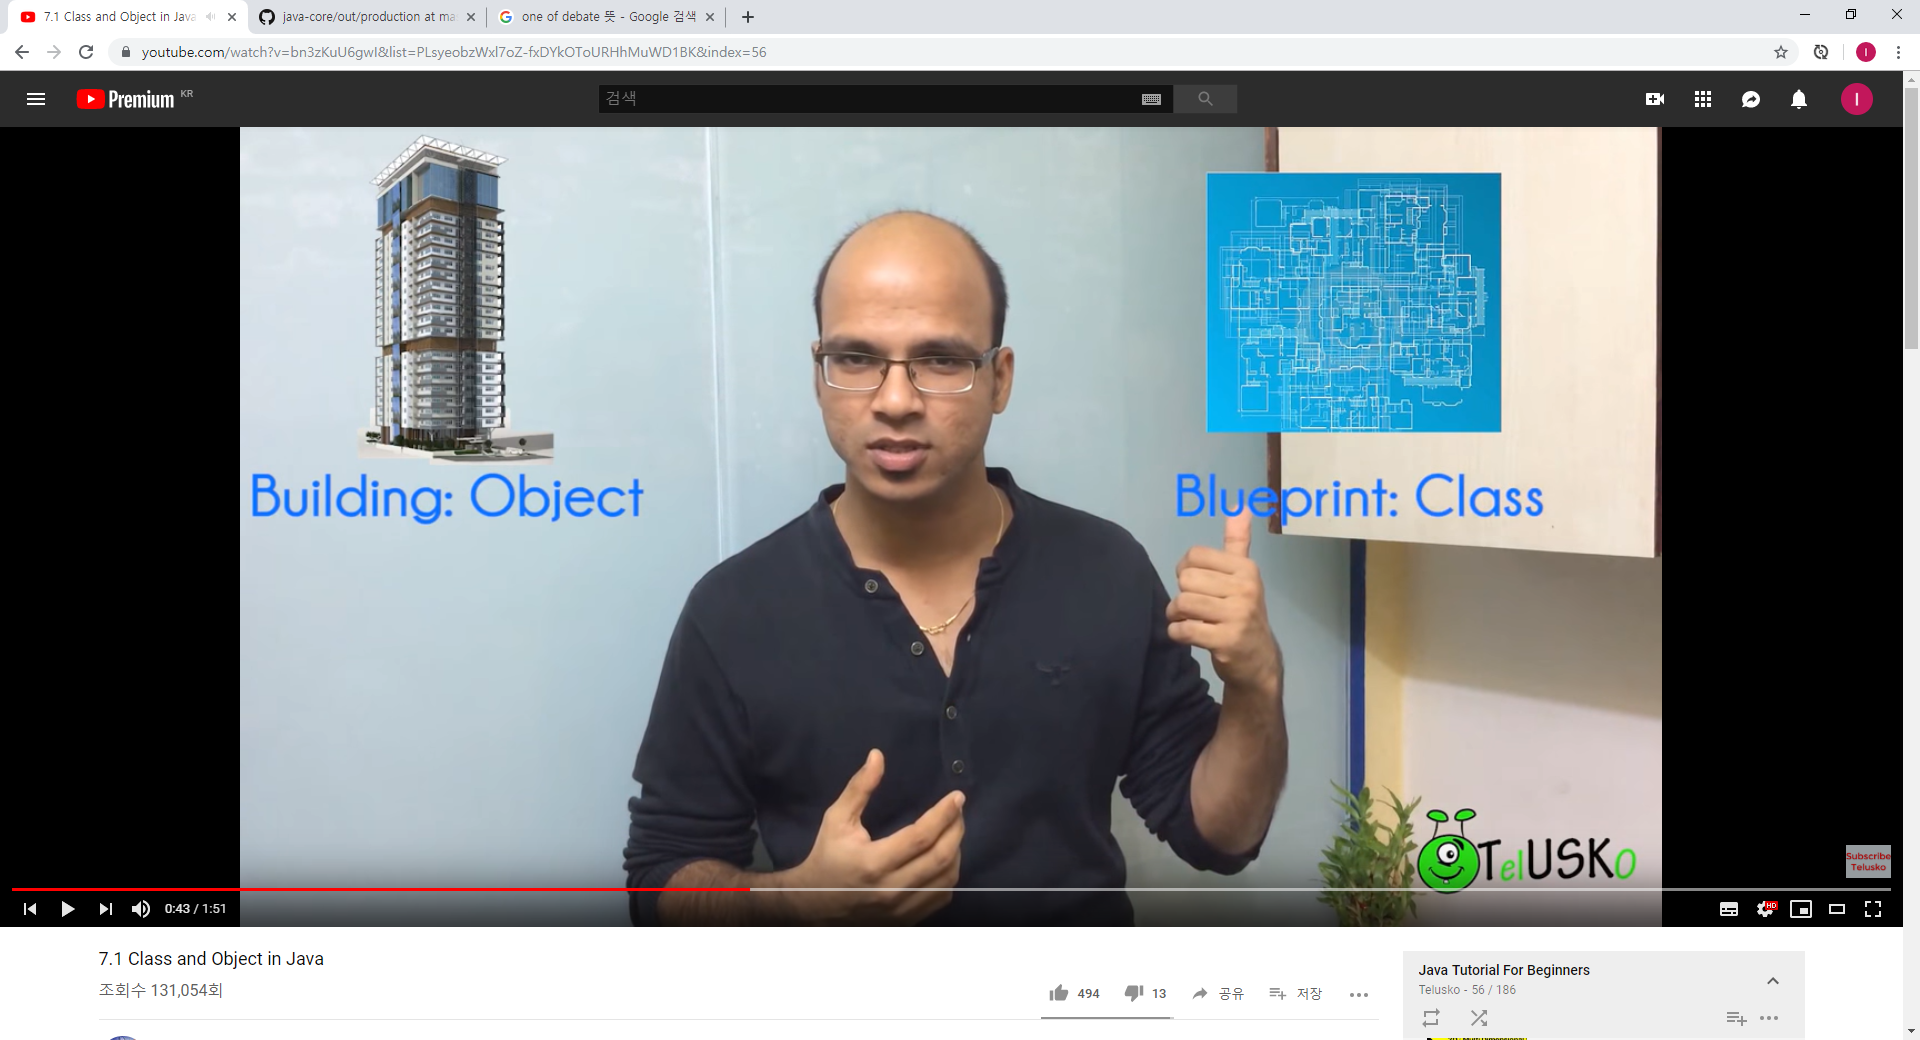 7.1 Class and Object in Java
java-core/out/production at ma
one of debate 뜻 - Google 검색
youtube.com/watch?v=bn3zKuU6gwI&list=PLsyeobzWxl7oZ-fxDYkOToURHhMuWD1BK&index=56
I
Premium KR
검색
I
Building: Object
Blueprint: Class
TelUSKO
Subscribe
Telusko
0:43 / 1:51
HD
7.1 Class and Object in Java
조회수 131,054회
494
13
공유
저장
Java Tutorial For Beginners
Telusko - 56 / 186